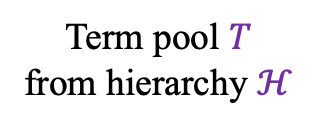 Term pool T
from hierarchy ℋ